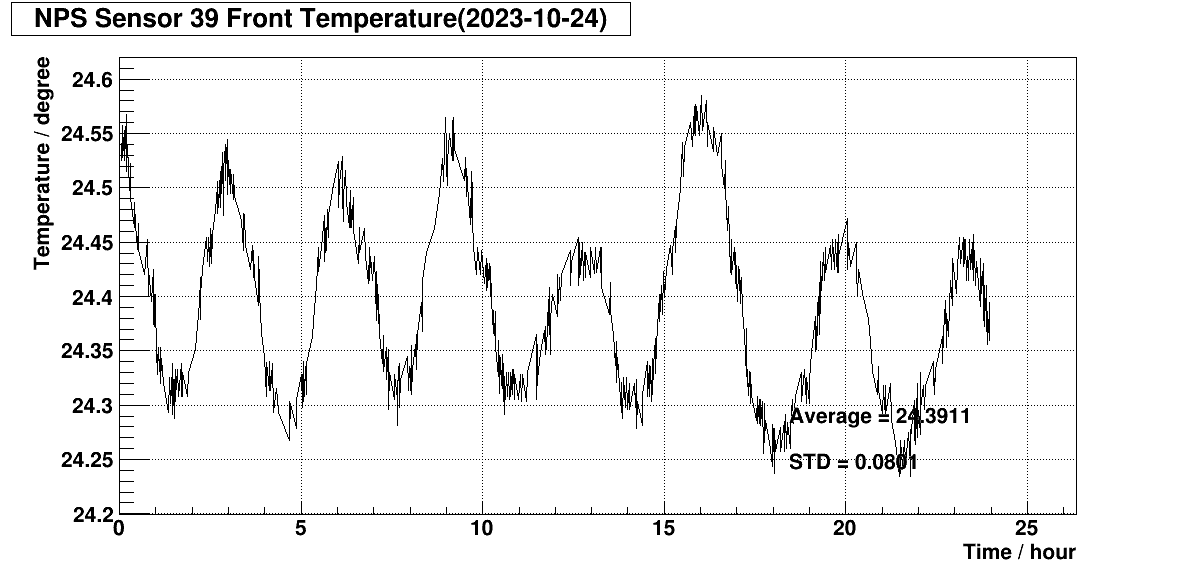 NPS Sensor 39 Front Temperature(2023-10-24)
Temperature / degree
24.6
24.55
24.5
24.45
24.4
24.35
24.3
24.25
24.2
Average = 24.3911
STD = 0.0801
0 5 10 15 20 25
Time / hour